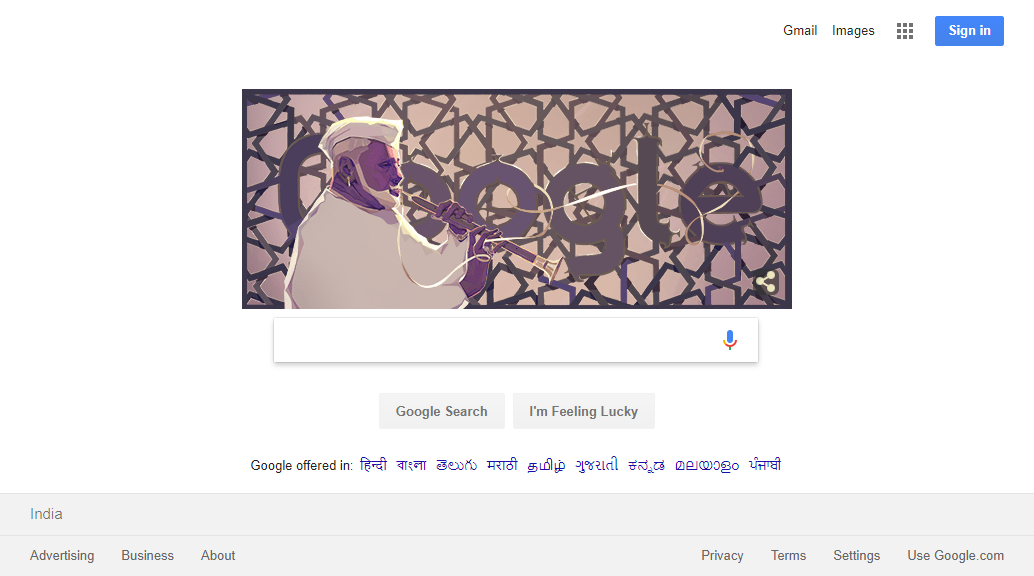 Gmail Images Sign in
Google
Google Search I'm Feeling Lucky
Google offered in: हिन्दी বাংলা తెలుగు मराठी தமிழ் ગુજરાતી ಕನ್ನಡ മലയാളം ਪੰਜਾਬੀ
India
Advertising Business About Privacy Terms Settings Use Google.com